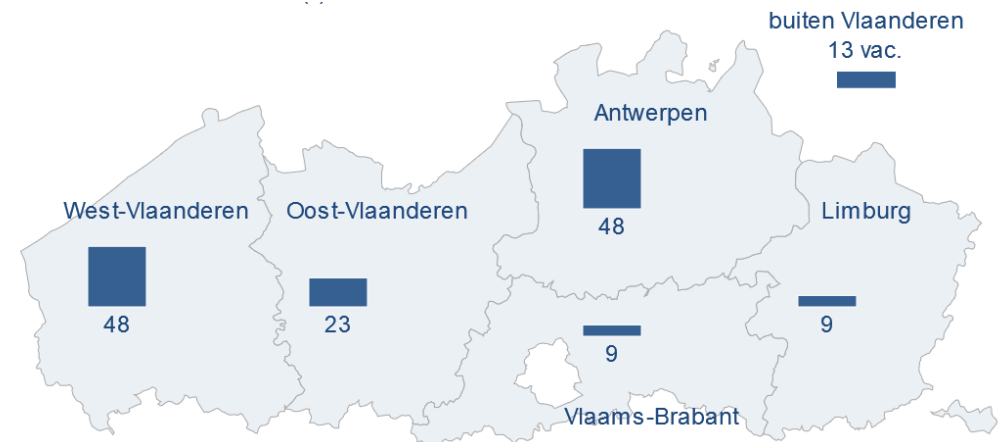 buiten Vlaanderen
13 vac.
Antwerpen
48
West-Vlaanderen
48
Oost-Vlaanderen
23
Limburg
9
9
Vlaams-Brabant